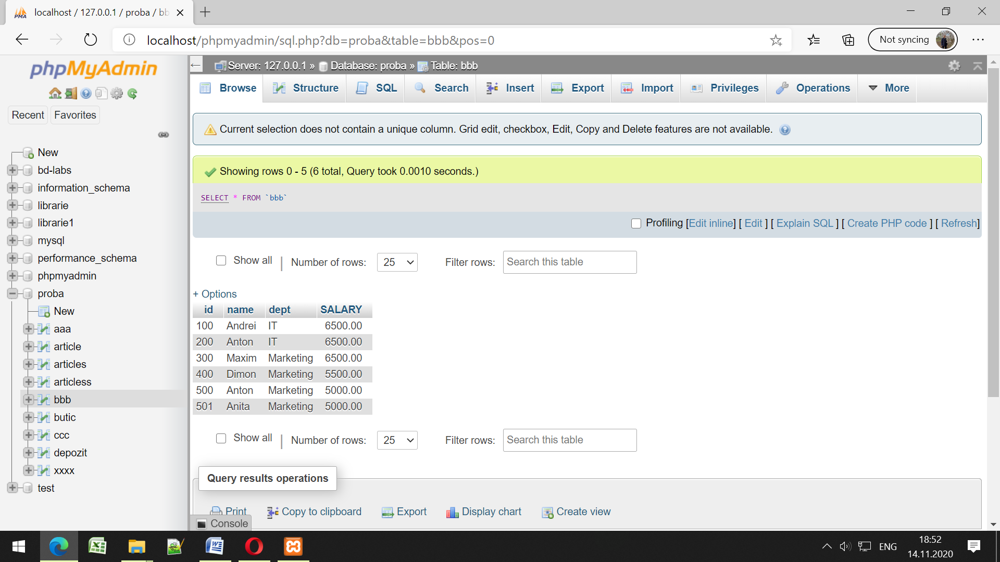 localhost / 127.0.0.1 / proba / bb
localhost/phpmyadmin/sql.php?db=proba&table=bbb&pos=0
Not syncing
phpMyAdmin
Recent
Favorites
New
bd-labs
information_schema
librarie
librarie1
mysql
performance_schema
phpmyadmin
proba
New
aaa
article
articles
articless
bbb
butic
ccc
depozit
xxxx
test
Server: 127.0.0.1 » Database: proba » Table: bbb
Browse Structure SQL Search Insert Export Import Privileges Operations More
Current selection does not contain a unique column. Grid edit, checkbox, Edit, Copy and Delete features are not available.
Showing rows 0 - 5 (6 total, Query took 0.0010 seconds.)
SELECT * FROM `bbb`
Profiling [Edit inline] [ Edit ] [ Explain SQL ] [ Create PHP code ] [ Refresh]
Show all | Number of rows: 25 Filter rows: Search this table
+ Options
id name dept SALARY
100 Andrei IT 6500.00
200 Anton IT 6500.00
300 Maxim Marketing 6500.00
400 Dimon Marketing 5500.00
500 Anton Marketing 5000.00
501 Anita Marketing 5000.00
Show all | Number of rows: 25 Filter rows: Search this table
Query results operations
Print Copy to clipboard Export Display chart Create view
Console
ENG
18:52
14.11.2020